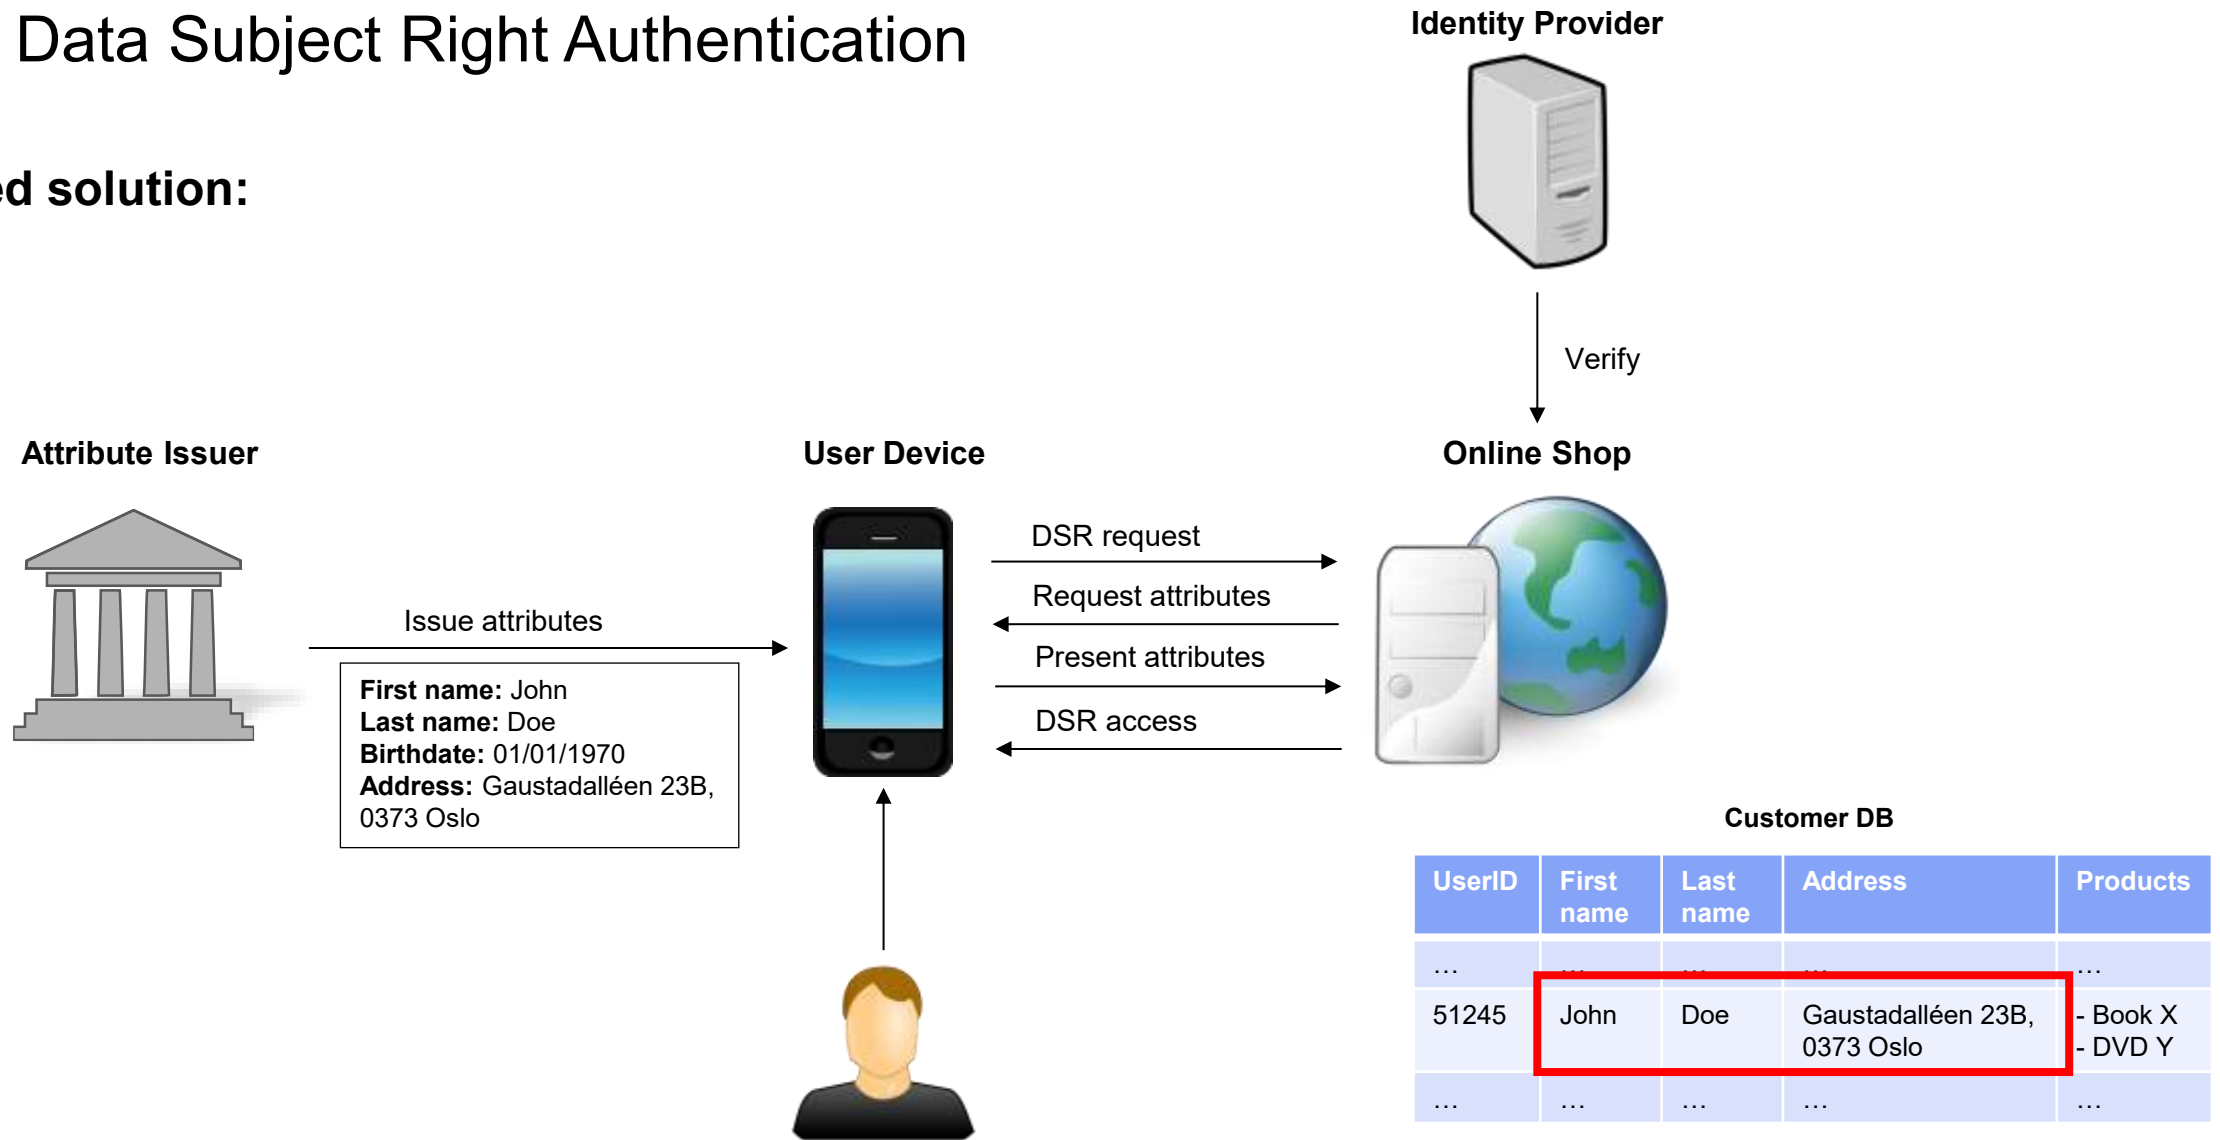 Data Subject Right Authentication
Identity Provider
ed solution:
Verify
Attribute Issuer
User Device
Online Shop
DSR request
Request attributes
Present attributes
DSR access
Issue attributes
First name: John
Last name: Doe
Birthdate: 01/01/1970
Address: Gaustadalléen 23B,
0373 Oslo
Customer DB
UserID First name Last name Address Products
… … … … …
51245 John Doe Gaustadalléen 23B, - Book X
0373 Oslo - DVD Y
… … … … …